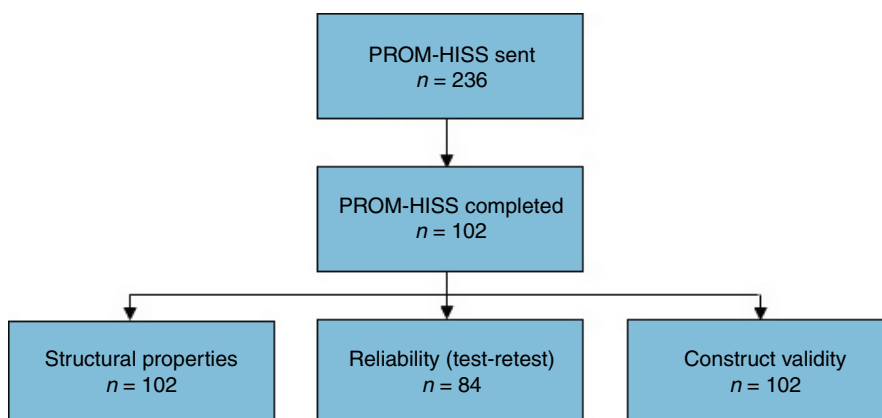 PROM-HISS sent
n = 236
PROM-HISS completed
n = 102
Structural properties
n = 102
Reliability (test-retest)
n = 84
Construct validity
n = 102